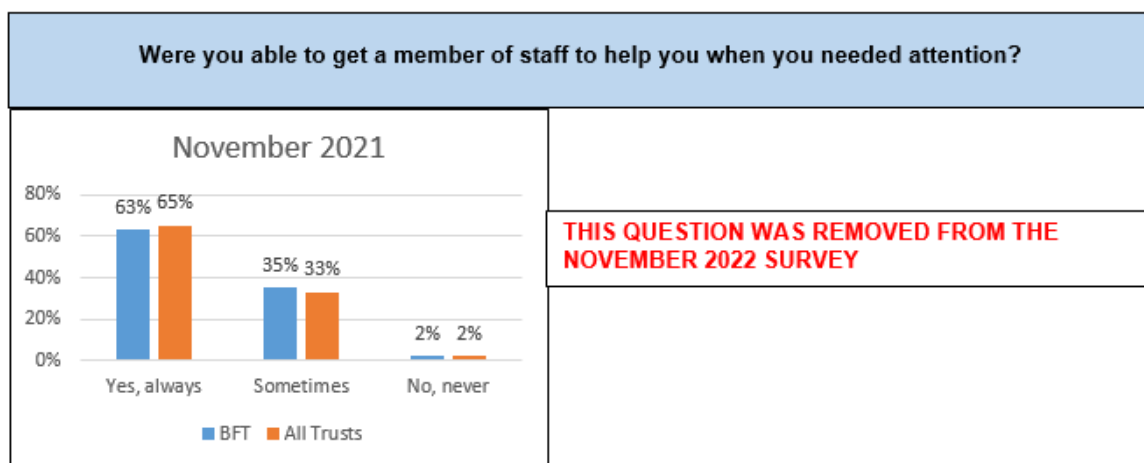 Were you able to get a member of staff to help you when you needed attention?
November 2021
80%
60%
40%
20%
0%
63% 65%
35% 33%
2% 2%
Yes, always Sometimes No, never
BFT All Trusts
THIS QUESTION WAS REMOVED FROM THE
NOVEMBER 2022 SURVEY